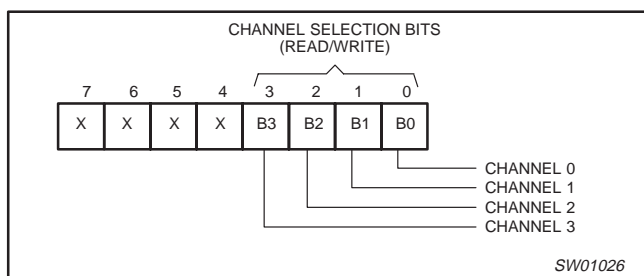 CHANNEL SELECTION BITS
(READ/WRITE)
7 6 5 4 3 2 1 0
X X X X B3 B2 B1 B0
CHANNEL 0
CHANNEL 1
CHANNEL 2
CHANNEL 3
SW01026